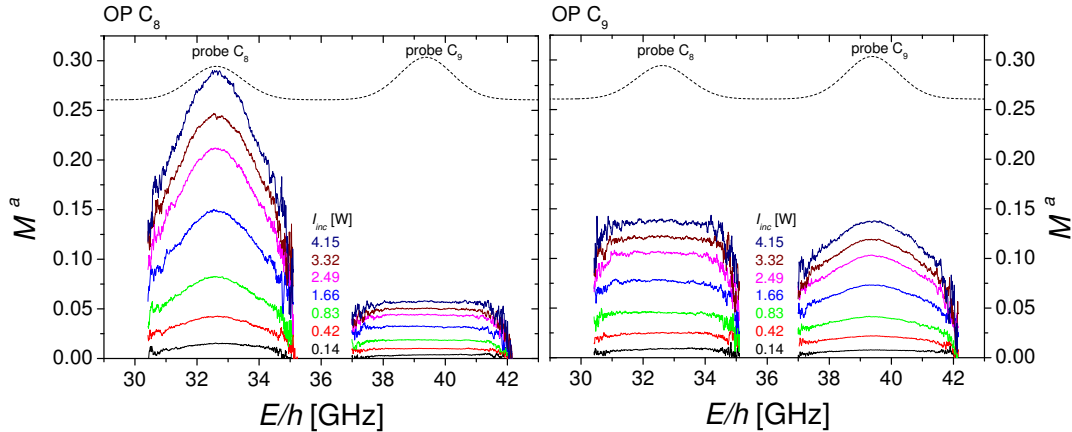 OP C₈
OP C₉
probe C₈
probe C₉
probe C₈
probe C₉
0.30
0.25
0.20
0.15
0.10
0.05
0.00
M ᵃ
I_inc [W]
4.15
3.32
2.49
1.66
0.83
0.42
0.14
I_inc [W]
4.15
3.32
2.49
1.66
0.83
0.42
0.14
0.30
0.25
0.20
0.15
0.10
0.05
0.00
M ᵃ
30 32 34 36 38 40 42
30 32 34 36 38 40 42
E/h [GHz]
E/h [GHz]